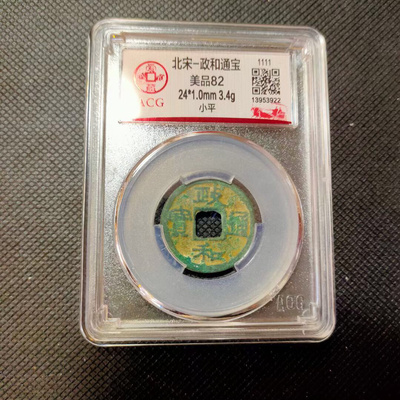 北宋-政和通宝
1111
美品82
24*1.0mm 3.4g
小平
13953922
ACG
政
寶 通
和
ACG